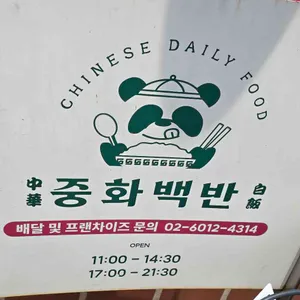 CHINESE DAILY FOOD
中華 중화백반 白飯
배달 및 프랜차이즈 문의 02-6012-4314
OPEN
11:00 – 14:30
17:00 – 21:30